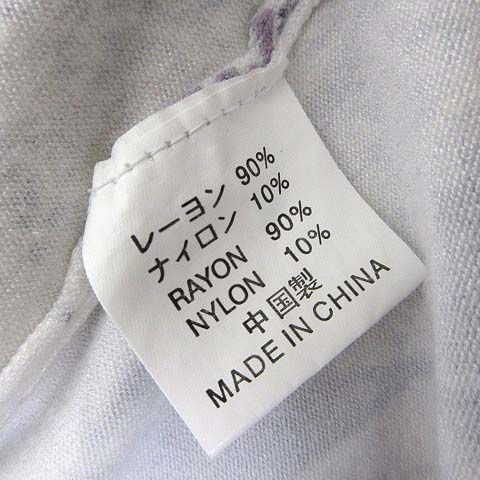 レーヨン 90%
ナイロン 10%
RAYON 90%
NYLON 10%
中国製
MADE IN CHINA